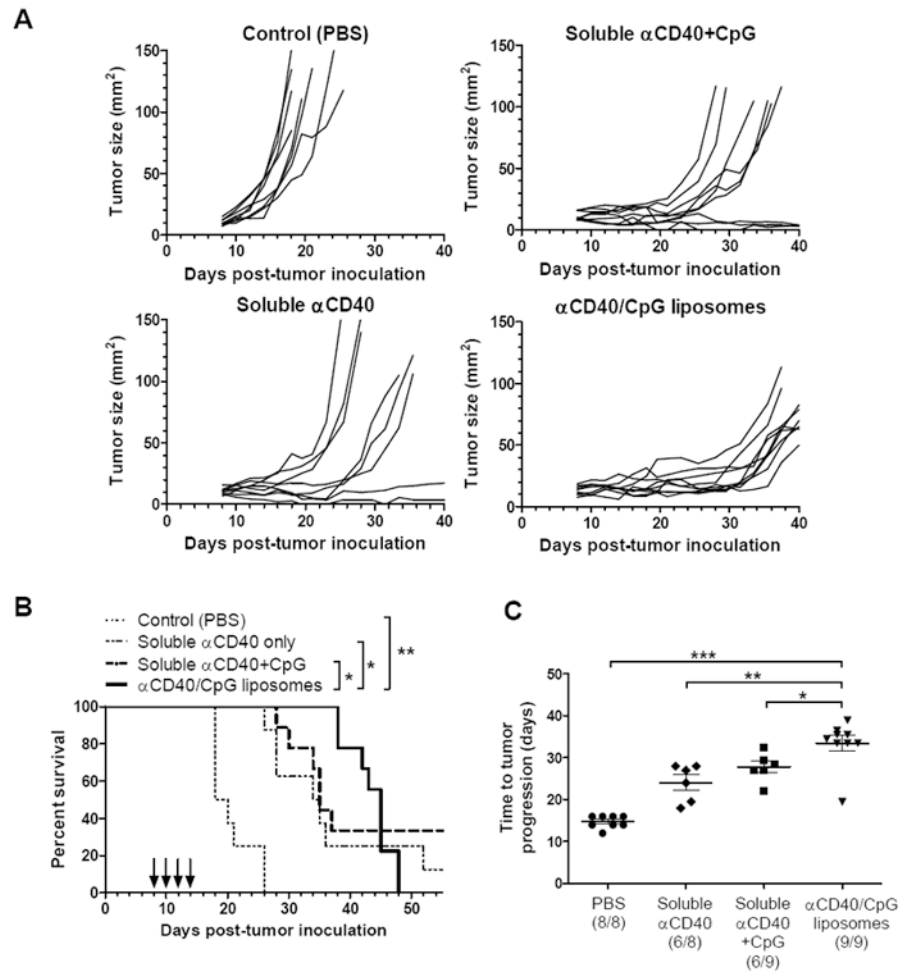 A
Control (PBS)
150
100
50
0
Tumor size (mm²)
0 10 20 30 40
Days post-tumor inoculation
Soluble αCD40+CpG
150
100
50
0
Tumor size (mm²)
0 10 20 30 40
Days post-tumor inoculation
Soluble αCD40
150
100
50
0
Tumor size (mm²)
0 10 20 30 40
Days post-tumor inoculation
αCD40/CpG liposomes
150
100
50
0
Tumor size (mm²)
0 10 20 30 40
Days post-tumor inoculation
B
Control (PBS)
Soluble αCD40 only
Soluble αCD40+CpG
αCD40/CpG liposomes
*
*
**
100
80
60
40
20
0
Percent survival
0 10 20 30 40 50
Days post-tumor inoculation
C
***
**
*
50
40
30
20
10
0
Time to tumor
progression (days)
PBS
(8/8)
Soluble
αCD40
(6/8)
Soluble
αCD40
+CpG
(6/9)
αCD40/CpG
liposomes
(9/9)